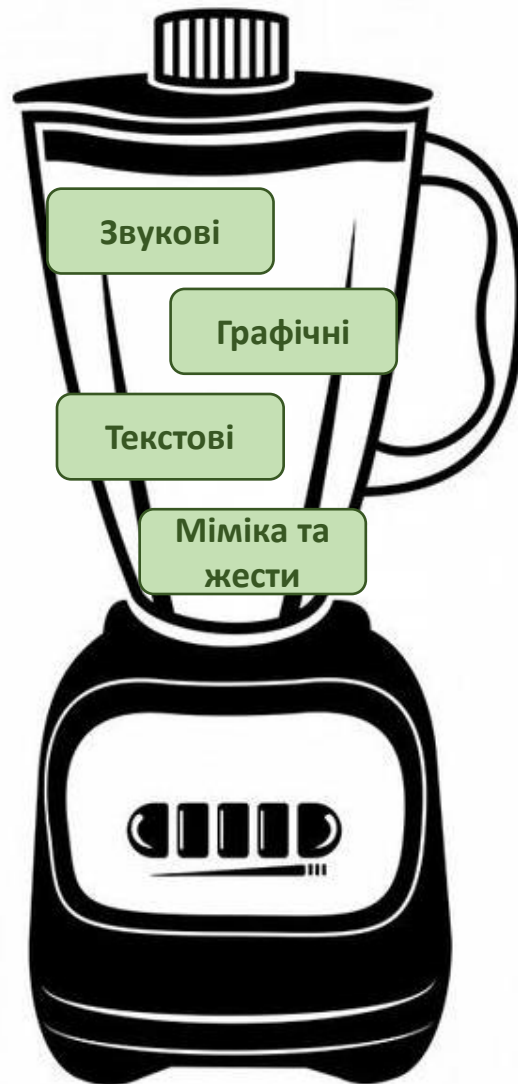 Звукові
Графічні
Текстові
Міміка та
жести